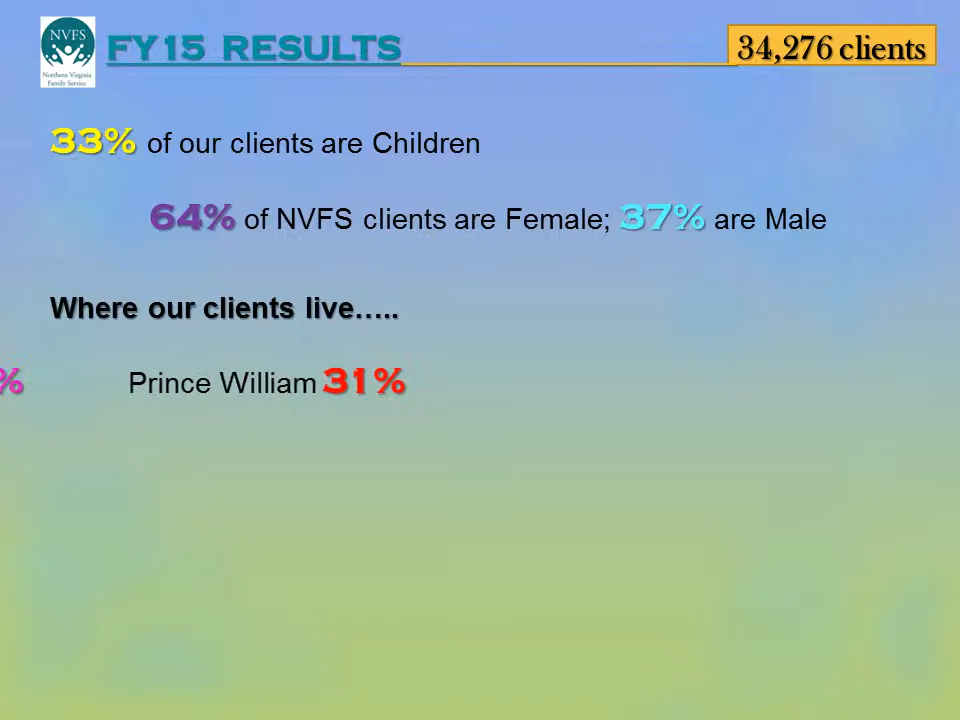 NVFS
Northern Virginia
Family Service
FY15 RESULTS
34,276 clients
33% of our clients are Children
64% of NVFS clients are Female; 37% are Male
Where our clients live…..
% Prince William 31%